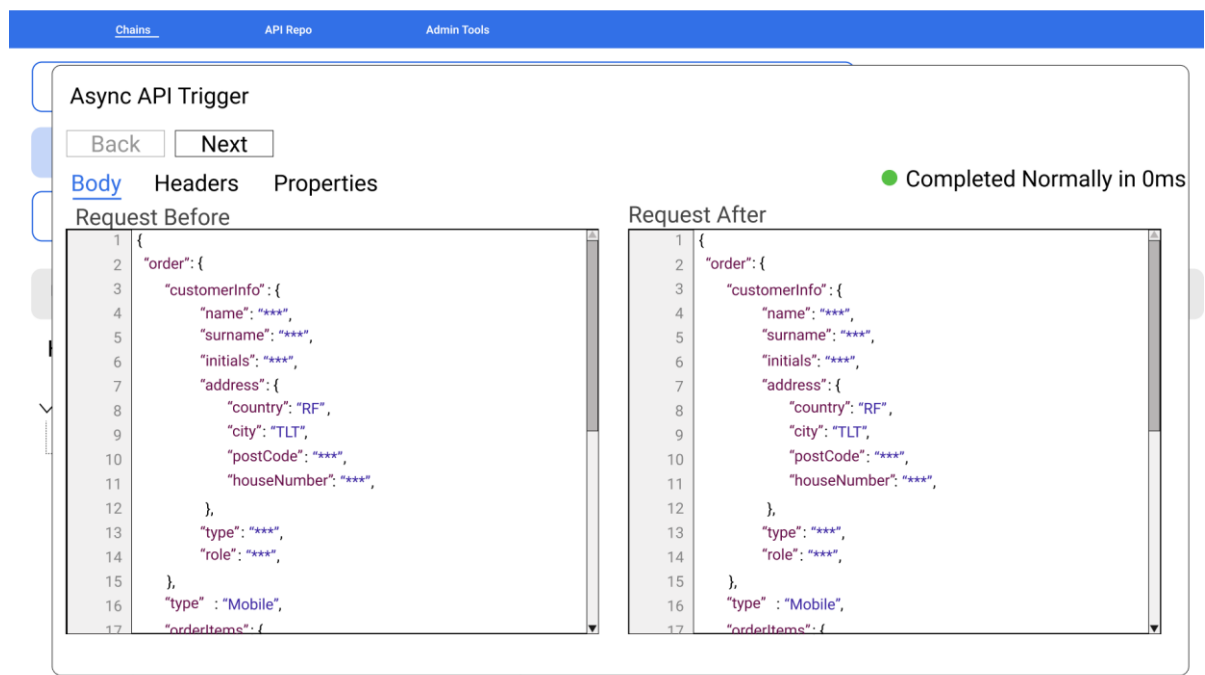 Chains API Repo Admin Tools
Async API Trigger
Back Next
Body Headers Properties
Completed Normally in 0ms
Request Before
1 {
2 “order”: {
3 “customerInfo”: {
4 “name”: “***”,
5 “surname”: “***”,
6 “initials”: “***”,
7 “address”: {
8 “country”: “RF”,
9 “city”: “TLT”,
10 “postCode”: “***”,
11 “houseNumber”: “***”,
12 },
13 “type”: “***”,
14 “role”: “***”,
15 },
16 “type” : “Mobile”,
17 “orderItems”: {
Request After
1 {
2 “order”: {
3 “customerInfo”: {
4 “name”: “***”,
5 “surname”: “***”,
6 “initials”: “***”,
7 “address”: {
8 “country”: “RF”,
9 “city”: “TLT”,
10 “postCode”: “***”,
11 “houseNumber”: “***”,
12 },
13 “type”: “***”,
14 “role”: “***”,
15 },
16 “type” : “Mobile”,
17 “orderItems”: {